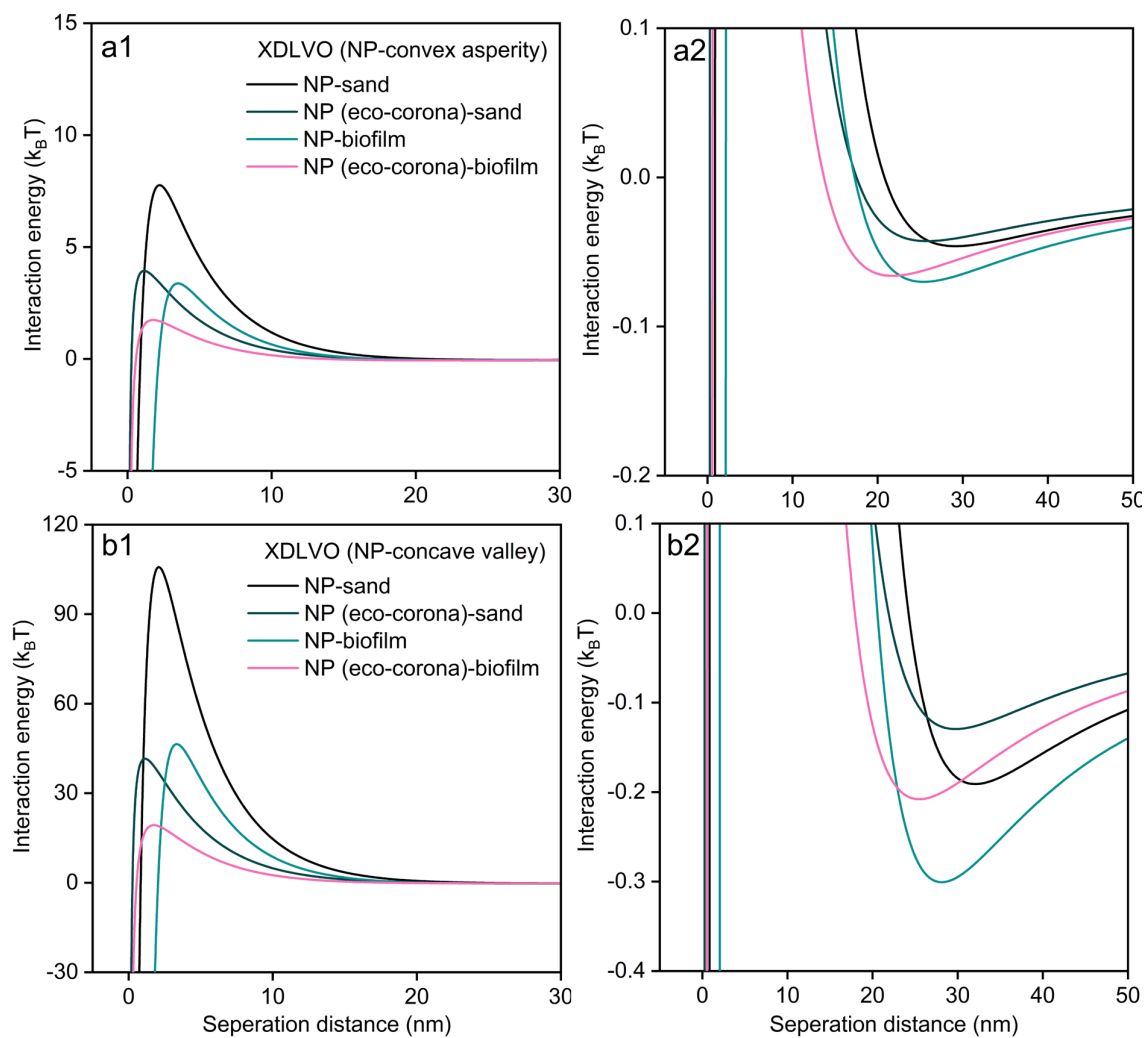 a1
XDLVO (NP-convex asperity)
NP-sand
NP (eco-corona)-sand
NP-biofilm
NP (eco-corona)-biofilm
Interaction energy (kBT)
15
10
5
0
-5
0
10
20
30
a2
Interaction energy (kBT)
0.1
0.0
-0.1
-0.2
0
10
20
30
40
50
b1
XDLVO (NP-concave valley)
NP-sand
NP (eco-corona)-sand
NP-biofilm
NP (eco-corona)-biofilm
Interaction energy (kBT)
120
90
60
30
0
-30
0
10
20
30
Seperation distance (nm)
b2
Interaction energy (kBT)
0.1
0.0
-0.1
-0.2
-0.3
-0.4
0
10
20
30
40
50
Seperation distance (nm)